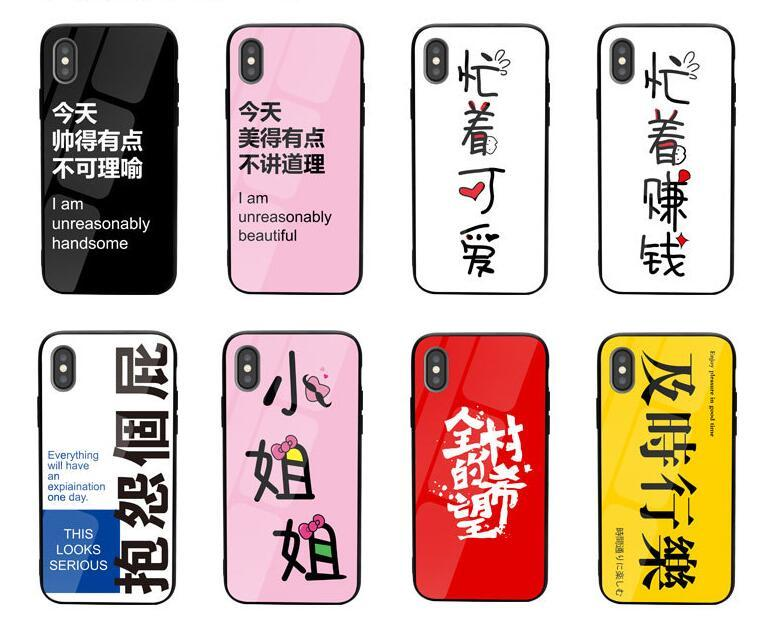 今天
帅得有点
不可理喻
I am
unreasonably
handsome
今天
美得有点
不讲道理
I am
unreasonably
beautiful
忙着可爱
忙着赚钱
抱怨個屁
Everything
will have
an
expiaination
one day.
THIS
LOOKS
SERIOUS
小姐姐
全村的希望
Enjoy pleasure in good time
及時行樂
時間通りに楽しむ